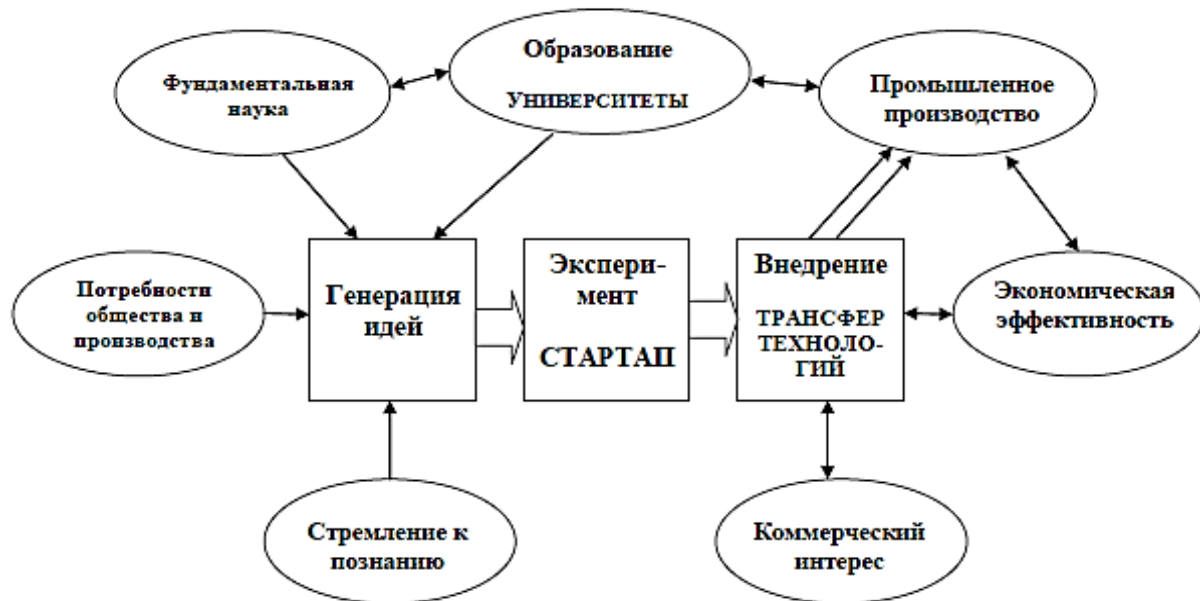 Образование
УНИВЕРСИТЕТЫ
Фундаментальная
наука
Промышленное
производство
Потребности
общества и
производства
Генерация
идей
Экспери-
мент
СТАРТАП
Внедрение
ТРАНСФЕР
ТЕХНОЛО-
ГИЙ
Экономическая
эффективность
Стремление к
познанию
Коммерческий
интерес